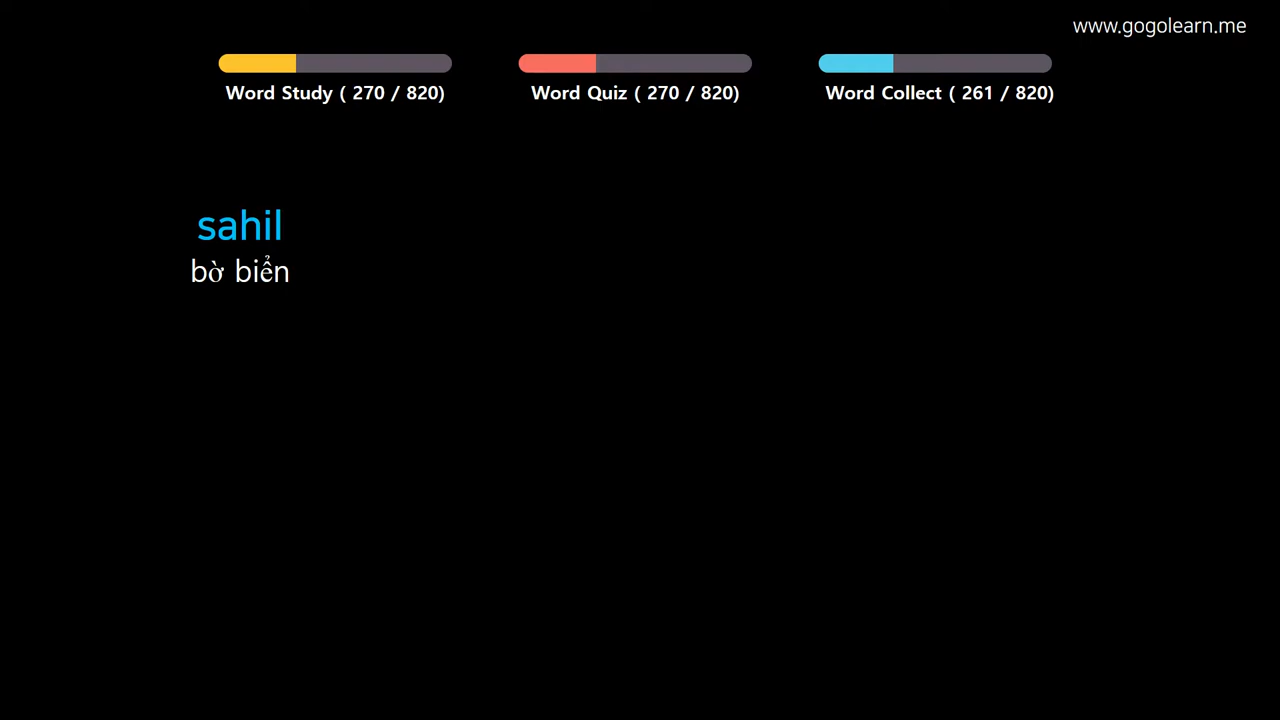 www.gogolearn.me
Word Study ( 270 / 820)
Word Quiz ( 270 / 820)
Word Collect ( 261 / 820)
sahil
bờ biển